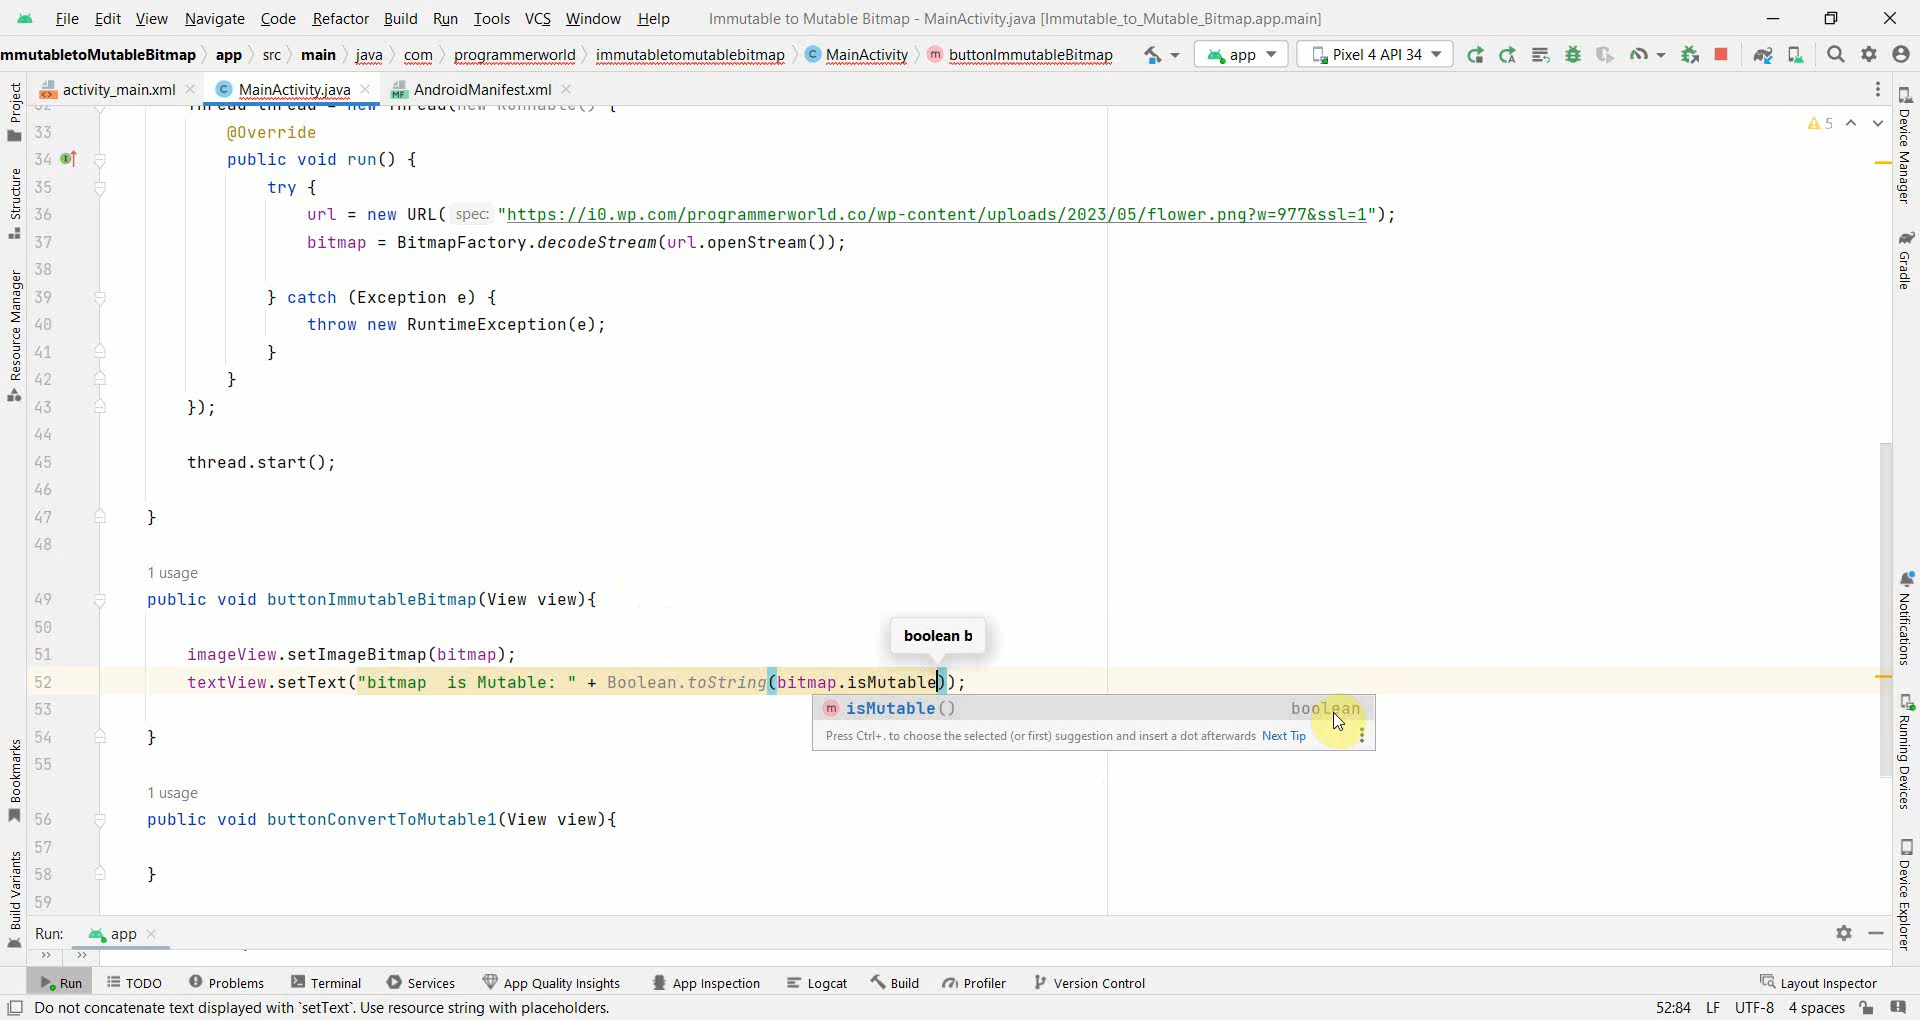 File Edit View Navigate Code Refactor Build Run Tools VCS Window Help Immutable to Mutable Bitmap - MainActivity.java [Immutable_to_Mutable_Bitmap.app.main]
mmutabletoMutableBitmap app src main java com programmerworld immutabletomutablebitmap MainActivity buttonImmutableBitmap app Pixel 4 API 34
activity_main.xml MainActivity.java AndroidManifest.xml
33 @Override
34 public void run() {
35 try {
36 url = new URL( spec: "https://i0.wp.com/programmerworld.co/wp-content/uploads/2023/05/flower.png?w=977&ssl=1");
37 bitmap = BitmapFactory.decodeStream(url.openStream());
38
39 } catch (Exception e) {
40 throw new RuntimeException(e);
41 }
42 }
43 });
44
45 thread.start();
46
47 }
48
1 usage
49 public void buttonImmutableBitmap(View view){
50
boolean b
51 imageView.setImageBitmap(bitmap);
52 textView.setText("bitmap  is Mutable: " + Boolean.toString(bitmap.isMutable));
53
isMutable() boolean
Press Ctrl+. to choose the selected (or first) suggestion and insert a dot afterwards Next Tip
54 }
55
1 usage
56 public void buttonConvertToMutable1(View view){
57
58 }
59
Run: app
Run TODO Problems Terminal Services App Quality Insights App Inspection Logcat Build Profiler Version Control Layout Inspector
Do not concatenate text displayed with `setText`. Use resource string with placeholders. 52:84 LF UTF-8 4 spaces
Project
Structure
Resource Manager
Bookmarks
Build Variants
5
Device Manager
Gradle
Notifications
Running Devices
Device Explorer